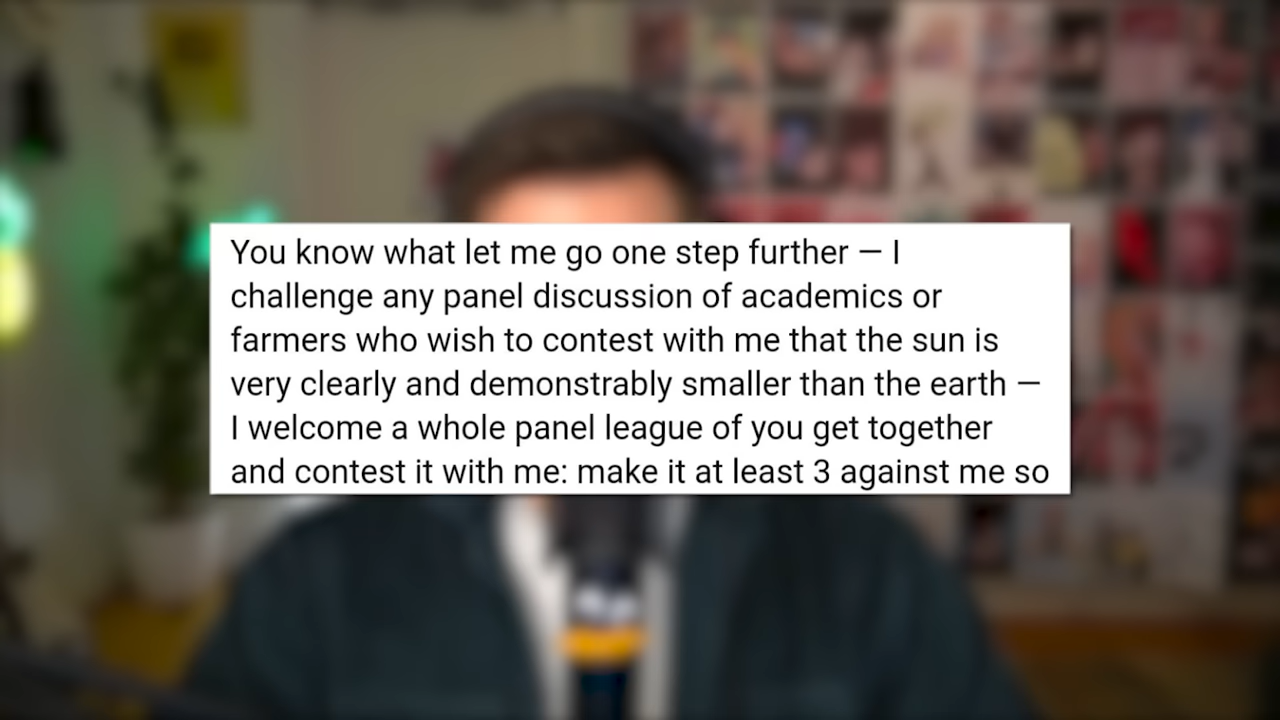 You know what let me go one step further — I
challenge any panel discussion of academics or
farmers who wish to contest with me that the sun is
very clearly and demonstrably smaller than the earth —
I welcome a whole panel league of you get together
and contest it with me: make it at least 3 against me so